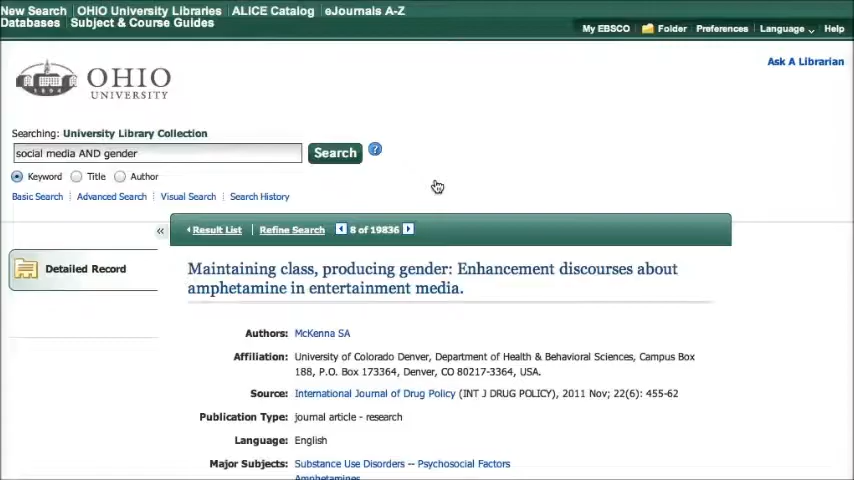 New Search | OHIO University Libraries | ALICE Catalog | eJournals A-Z
Databases | Subject & Course Guides
My EBSCO | Folder Preferences Language Help
Ask A Librarian
1804
OHIO
UNIVERSITY
Searching: University Library Collection
social media AND gender
Search
?
Keyword Title Author
Basic Search Advanced Search Visual Search Search History
« Result List Refine Search 8 of 19836
Detailed Record
Maintaining class, producing gender: Enhancement discourses about
amphetamine in entertainment media.
Authors: McKenna SA
Affiliation: University of Colorado Denver, Department of Health & Behavioral Sciences, Campus Box
188, P.O. Box 173364, Denver, CO 80217-3364, USA.
Source: International Journal of Drug Policy (INT J DRUG POLICY), 2011 Nov; 22(6): 455-62
Publication Type: journal article - research
Language: English
Major Subjects: Substance Use Disorders -- Psychosocial Factors
Amphetamines